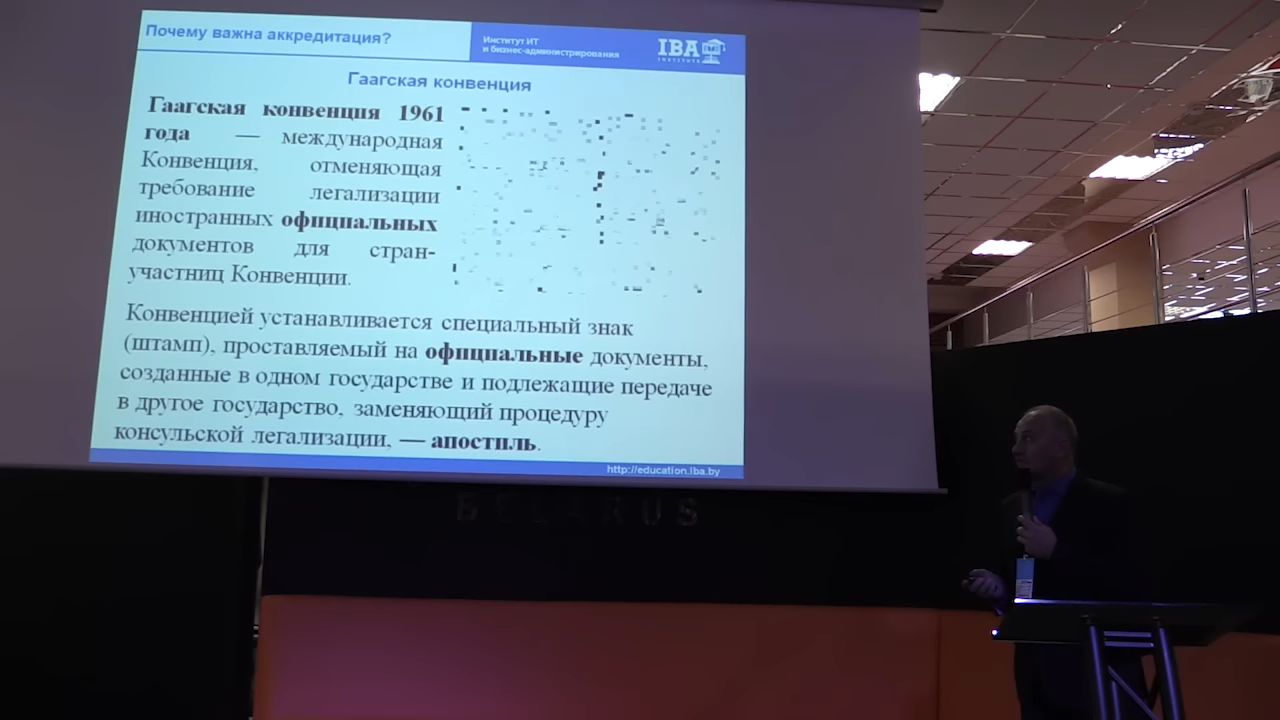 Почему важна аккредитация?
Институт ИТ
и бизнес-администрирования
IBA
INSTITUTE
Гаагская конвенция
Гаагская конвенция 1961
года — международная
Конвенция, отменяющая
требование легализации
иностранных официальных
документов для стран-
участниц Конвенции.
Конвенцией устанавливается специальный знак
(штамп), проставляемый на официальные документы,
созданные в одном государстве и подлежащие передаче
в другое государство, заменяющий процедуру
консульской легализации, — апостиль.
http://education.iba.by
BELARUS